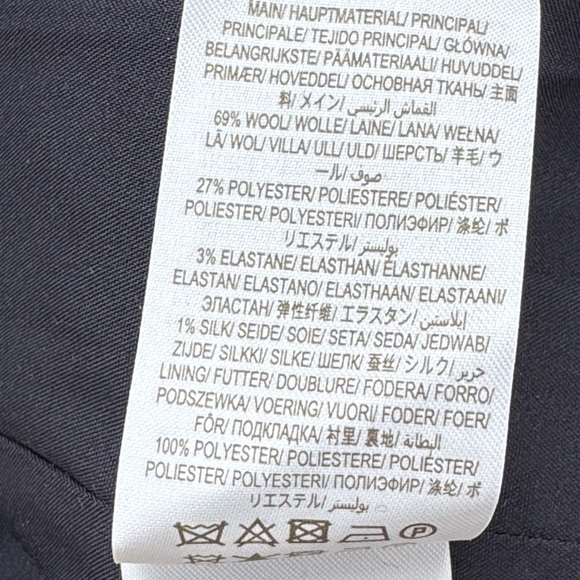 MAIN/ HAUPTMATERIAL/ PRINCIPAL/
PRINCIPALE/ TEJIDO PRINCIPAL/ GŁÓWNA/
BELANGRIJKSTE/ PÄÄMATERIAALI/ HUVUDDEL/
PRIMÆR/ HOVEDDEL/ ОСНОВНАЯ ТКАНЬ/ 主面
料/ メイン/ القماش الرئيسي/
69% WOOL/ WOLLE/ LAINE/ LANA/ WEŁNA/
LÃ/ WOL/ VILLA/ ULL/ ULD/ ШЕРСТЬ/ 羊毛/ ウ
ール/ صوف/
27% POLYESTER/ POLIESTERE/ POLIÉSTER/
POLIESTER/ POLYESTERI/ ПОЛИЭФИР/ 涤纶/ ポ
リエステル/ بوليستر/
3% ELASTANE/ ELASTHAN/ ÉLASTHANNE/
ELASTAN/ ELASTANO/ ELASTHAAN/ ELASTAANI/
ЭЛАСТАН/ 弹性纤维/ エラスタン/ إيلاستين/
1% SILK/ SEIDE/ SOIE/ SETA/ SEDA/ JEDWAB/
ZIJDE/ SILKKI/ SILKE/ ШЕЛК/ 蚕丝/ シルク/ حرير/
LINING/ FUTTER/ DOUBLURE/ FODERA/ FORRO/
PODSZEWKA/ VOERING/ VUORI/ FODER/ FOER/
FÔR/ ПОДКЛАДКА/ 衬里/ 裏地/ البطانة/
100% POLYESTER/ POLIESTERE/ POLIÉSTER/
POLIESTER/ POLYESTERI/ ПОЛИЭФИР/ 涤纶/ ポ
リエステル/ بوليستر/
P